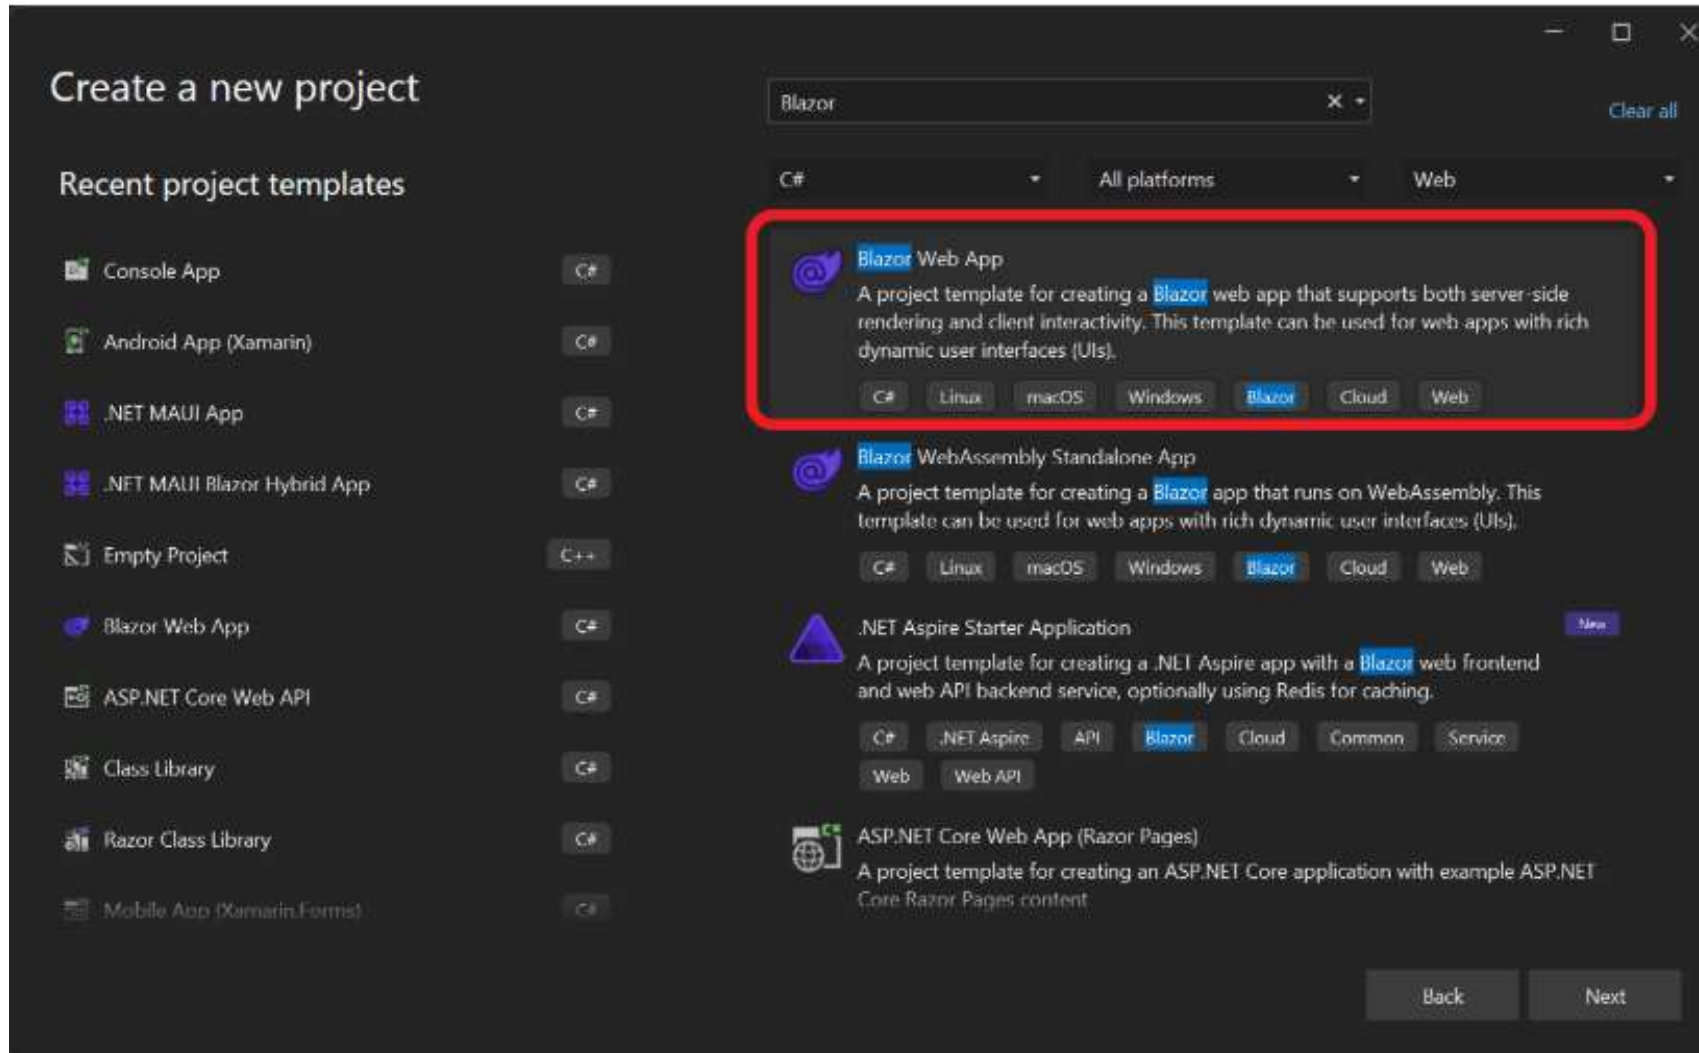 Create a new project
Blazor
Clear all
Recent project templates
C#
All platforms
Web
Console App
C#
Android App (Xamarin)
C#
.NET MAUI App
C#
.NET MAUI Blazor Hybrid App
C#
Empty Project
C++
Blazor Web App
C#
ASP.NET Core Web API
C#
Class Library
C#
Razor Class Library
C#
Mobile App (Xamarin.Forms)
C#
Blazor Web App
A project template for creating a Blazor web app that supports both server-side
rendering and client interactivity. This template can be used for web apps with rich
dynamic user interfaces (UIs).
C# Linux macOS Windows Blazor Cloud Web
Blazor WebAssembly Standalone App
A project template for creating a Blazor app that runs on WebAssembly. This
template can be used for web apps with rich dynamic user interfaces (UIs).
C# Linux macOS Windows Blazor Cloud Web
.NET Aspire Starter Application
New
A project template for creating a .NET Aspire app with a Blazor web frontend
and web API backend service, optionally using Redis for caching.
C# .NET Aspire API Blazor Cloud Common Service
Web Web API
ASP.NET Core Web App (Razor Pages)
A project template for creating an ASP.NET Core application with example ASP.NET
Core Razor Pages content
Back
Next